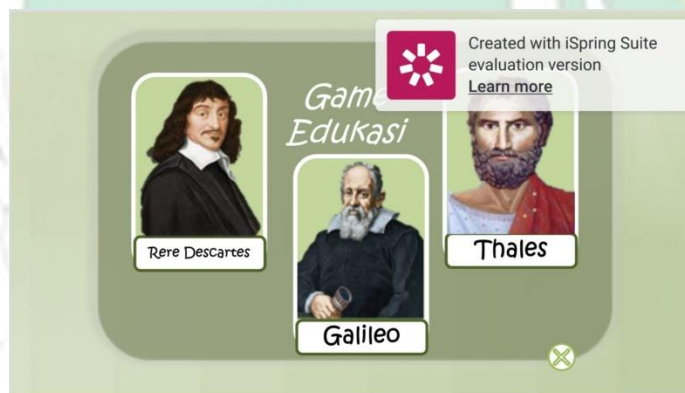 Created with iSpring Suite
evaluation version
Learn more
Game
Edukasi
Rere Descartes
Galileo
Thales